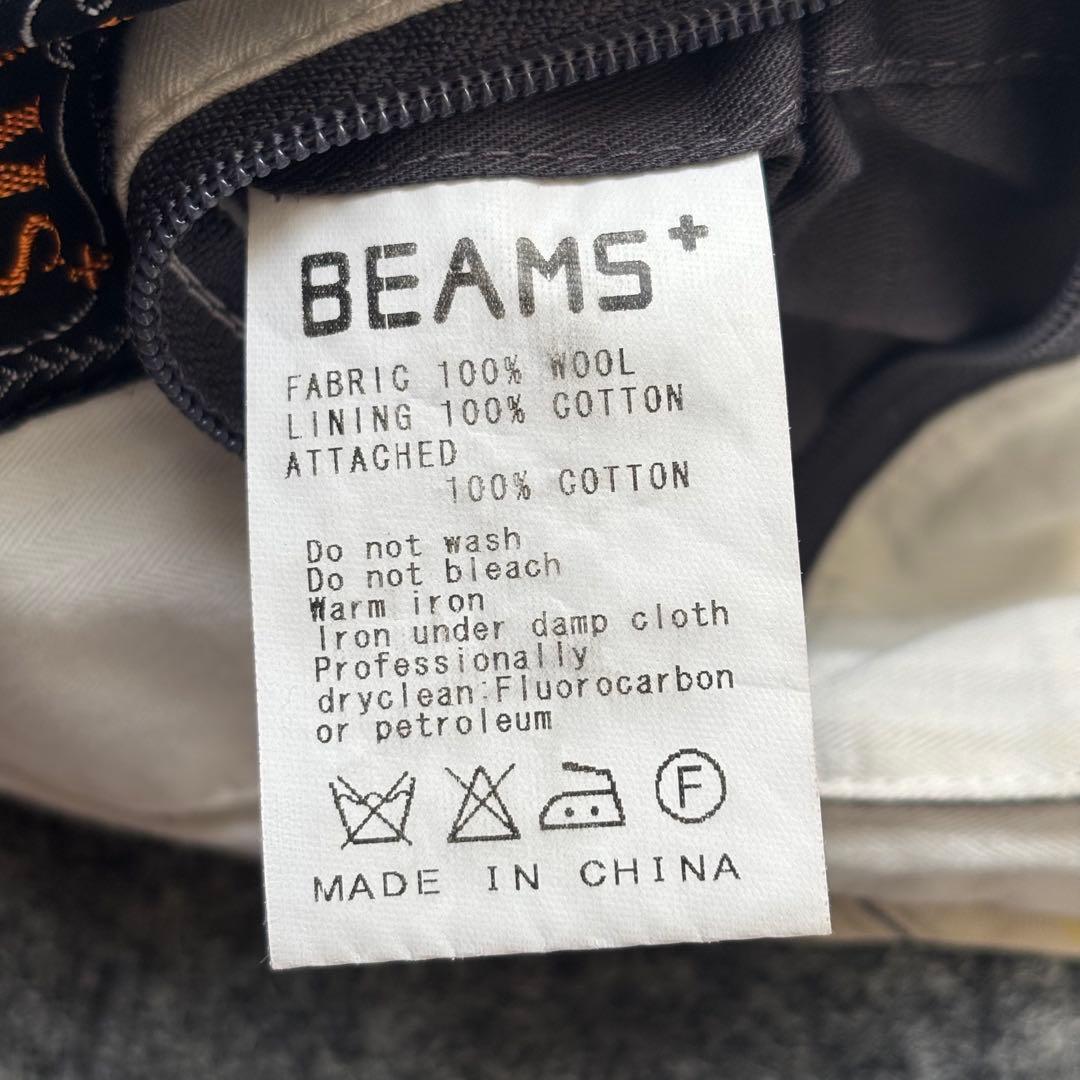 BEAMS+
FABRIC 100% WOOL
LINING 100% COTTON
ATTACHED
100% COTTON
Do not wash
Do not bleach
Warm iron
Iron under damp cloth
Professionally
dryclean:Fluorocarbon
or petroleum
F
MADE IN CHINA